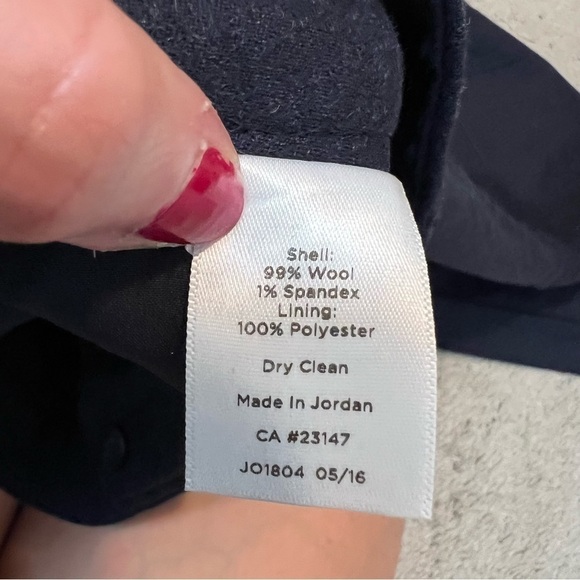 Shell:
99% Wool
1% Spandex
Lining:
100% Polyester
Dry Clean
Made In Jordan
CA #23147
JO1804 05/16